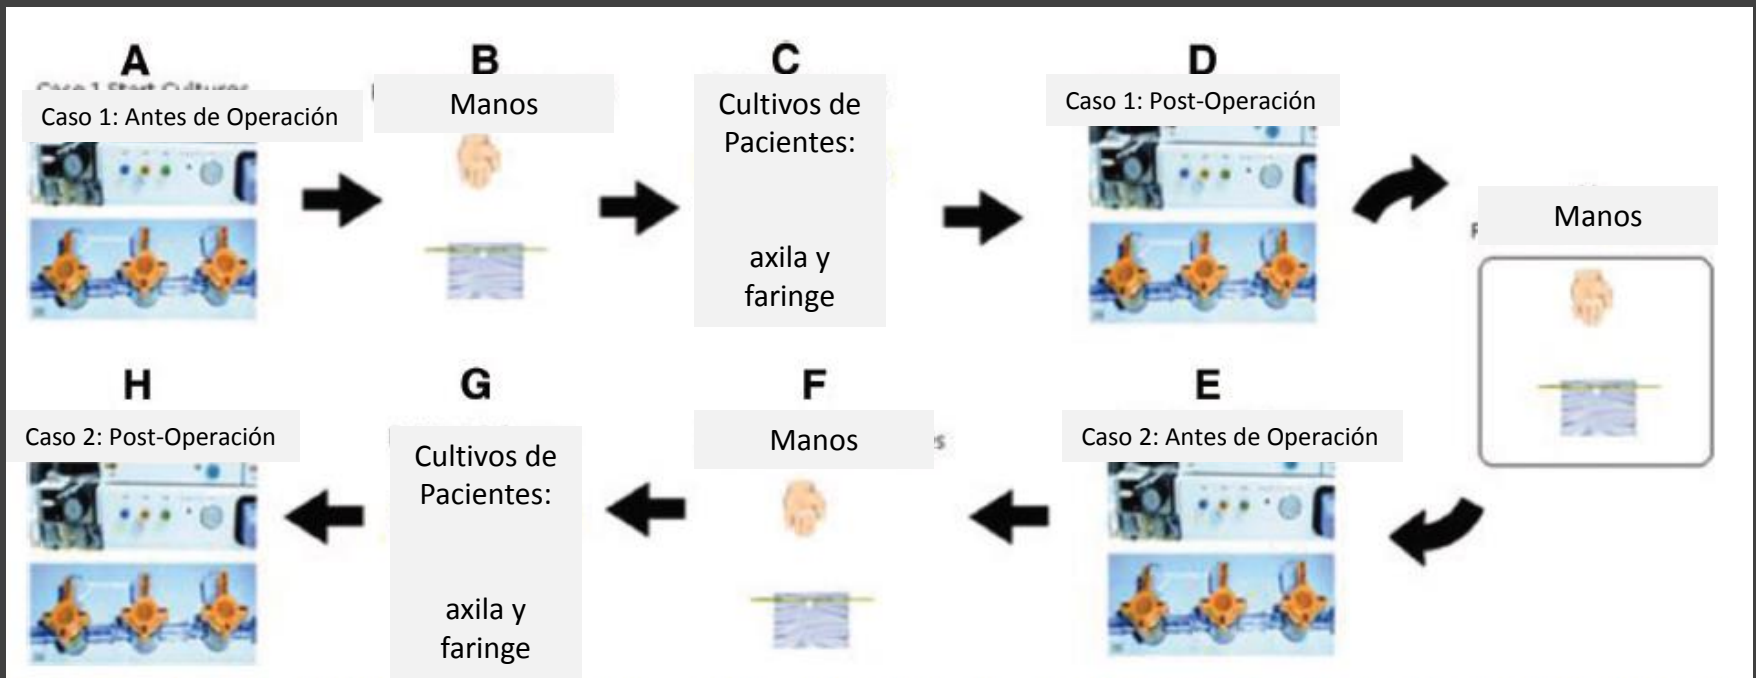 A
B
C
D
Caso 1: Antes de Operación
Manos
Cultivos de
Pacientes:
axila y
faringe
Caso 1: Post-Operación
Manos
H
G
F
E
Caso 2: Post-Operación
Cultivos de
Pacientes:
axila y
faringe
Manos
Caso 2: Antes de Operación